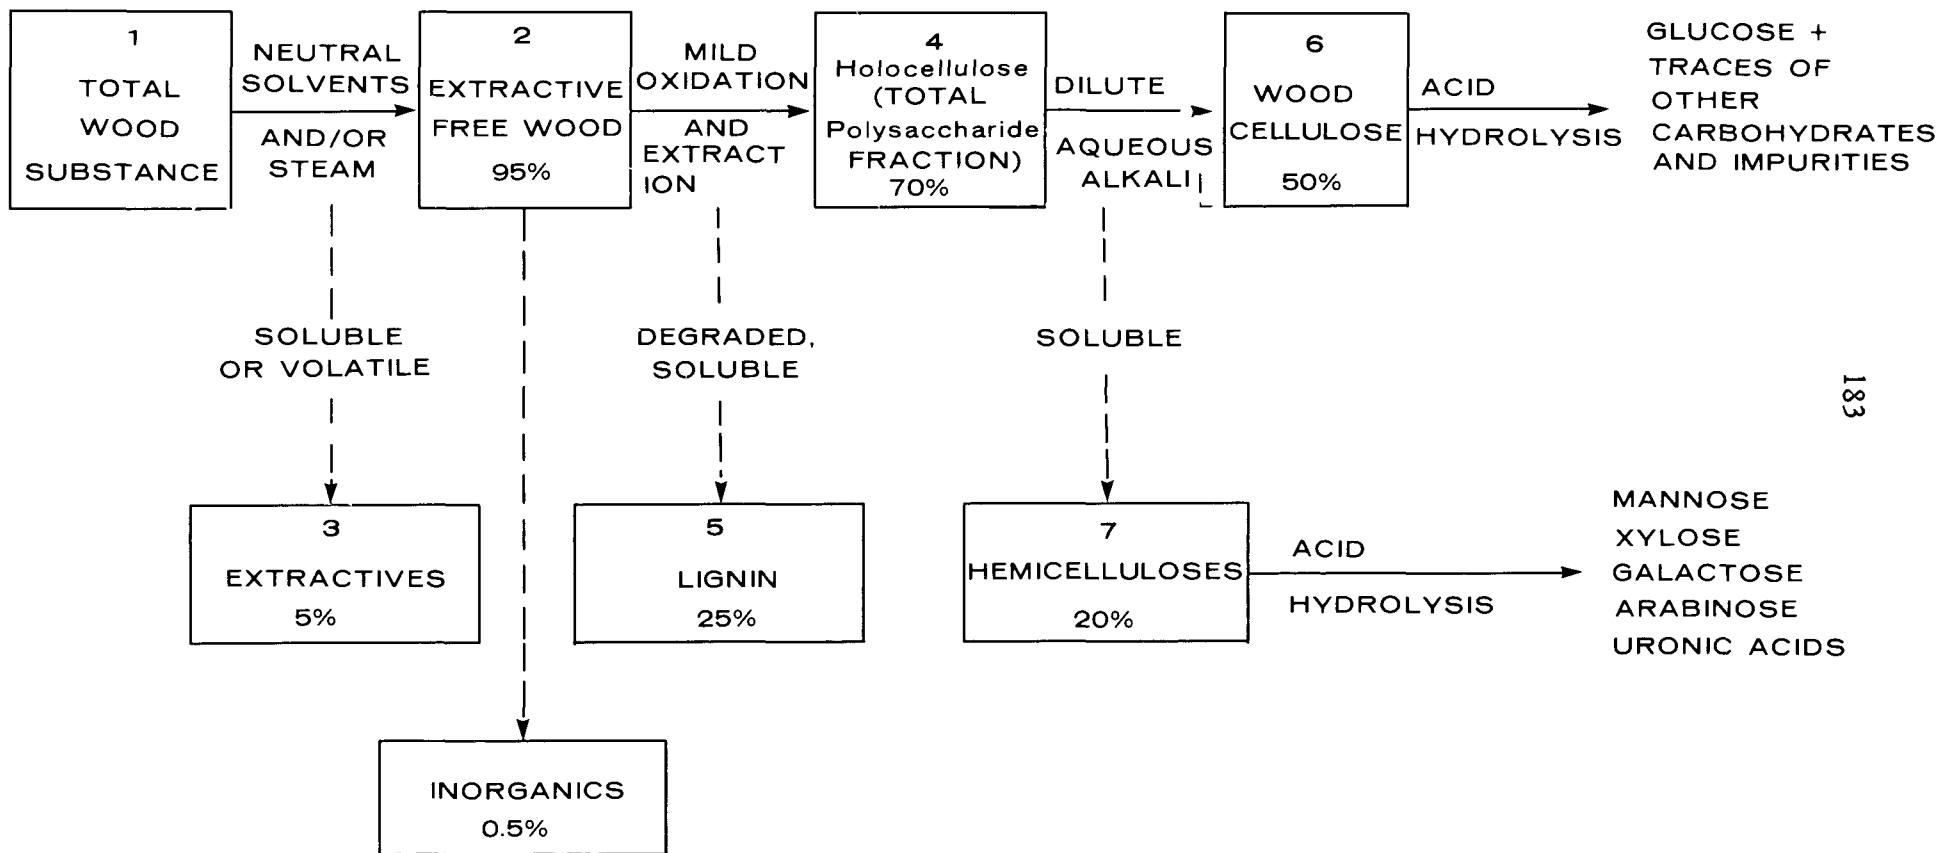 1
TOTAL
WOOD
SUBSTANCE
NEUTRAL
SOLVENTS
AND/OR
STEAM
2
EXTRACTIVE
FREE WOOD
95%
MILD
OXIDATION
AND
EXTRACT
ION
4
Holocellulose
(TOTAL
Polysaccharide
FRACTION)
70%
DILUTE
AQUEOUS
ALKALI
6
WOOD
CELLULOSE
50%
ACID
HYDROLYSIS
GLUCOSE +
TRACES OF
OTHER
CARBOHYDRATES
AND IMPURITIES
SOLUBLE
OR VOLATILE
DEGRADED,
SOLUBLE
SOLUBLE
183
3
EXTRACTIVES
5%
5
LIGNIN
25%
7
HEMICELLULOSES
20%
ACID
HYDROLYSIS
MANNOSE
XYLOSE
GALACTOSE
ARABINOSE
URONIC ACIDS
INORGANICS
0.5%